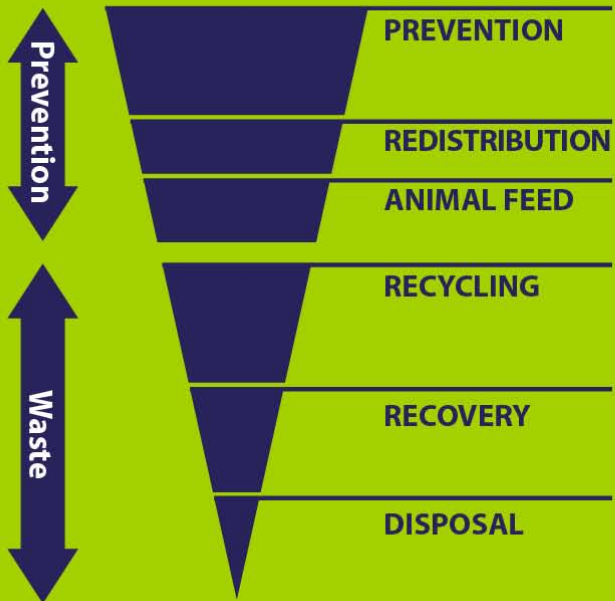 Prevention
PREVENTION
REDISTRIBUTION
ANIMAL FEED
Waste
RECYCLING
RECOVERY
DISPOSAL